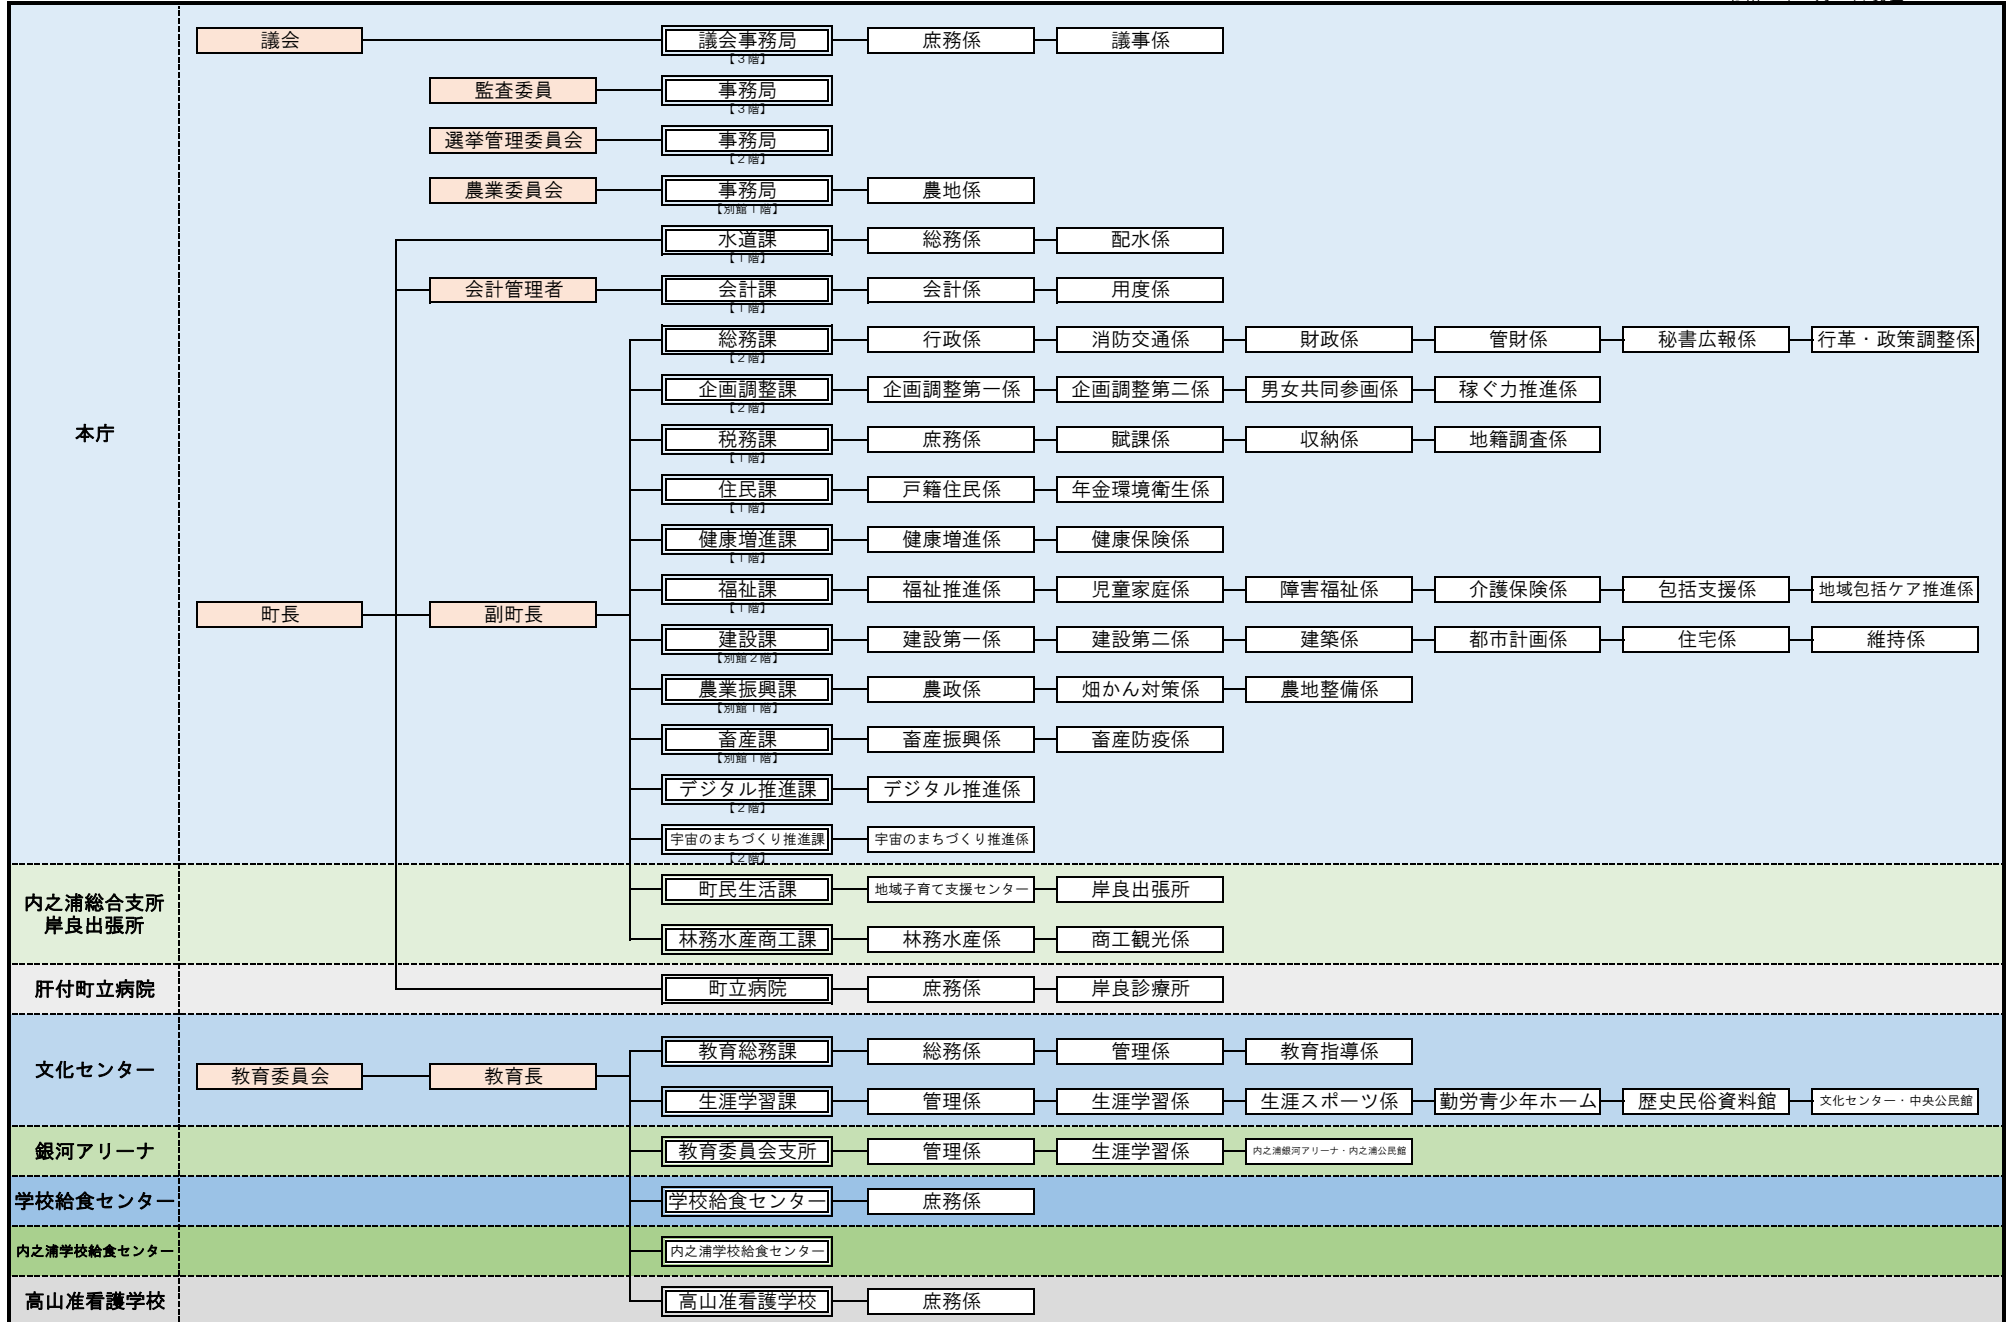 議会 議会事務局 庶務係 議事係
【3階】
監査委員 事務局
【3階】
選挙管理委員会 事務局
【2階】
農業委員会 事務局 農地係
【別館1階】
水道課 総務係 配水係
【1階】
会計管理者 会計課 会計係 用度係
【1階】
総務課 行政係 消防交通係 財政係 管財係 秘書広報係 行革・政策調整係
【2階】
企画調整課 企画調整第一係 企画調整第二係 男女共同参画係 稼ぐ力推進係
【2階】
本庁
税務課 庶務係 賦課係 収納係 地籍調査係
【1階】
住民課 戸籍住民係 年金環境衛生係
【1階】
健康増進課 健康増進係 健康保険係
【1階】
福祉課 福祉推進係 児童家庭係 障害福祉係 介護保険係 包括支援係 地域包括ケア推進係
【1階】
町長 副町長
建設課 建設第一係 建設第二係 建築係 都市計画係 住宅係 維持係
【別館2階】
農業振興課 農政係 畑かん対策係 農地整備係
【別館1階】
畜産課 畜産振興係 畜産防疫係
【別館1階】
デジタル推進課 デジタル推進係
【2階】
宇宙のまちづくり推進課 宇宙のまちづくり推進係
【2階】
内之浦総合支所
岸良出張所
町民生活課 地域子育て支援センター 岸良出張所
林務水産商工課 林務水産係 商工観光係
肝付町立病院 町立病院 庶務係 岸良診療所
文化センター 教育委員会 教育長
教育総務課 総務係 管理係 教育指導係
生涯学習課 管理係 生涯学習係 生涯スポーツ係 勤労青少年ホーム 歴史民俗資料館 文化センター・中央公民館
銀河アリーナ 教育委員会支所 管理係 生涯学習係 内之浦銀河アリーナ・内之浦公民館
学校給食センター 学校給食センター 庶務係
内之浦学校給食センター 内之浦学校給食センター
高山准看護学校 高山准看護学校 庶務係